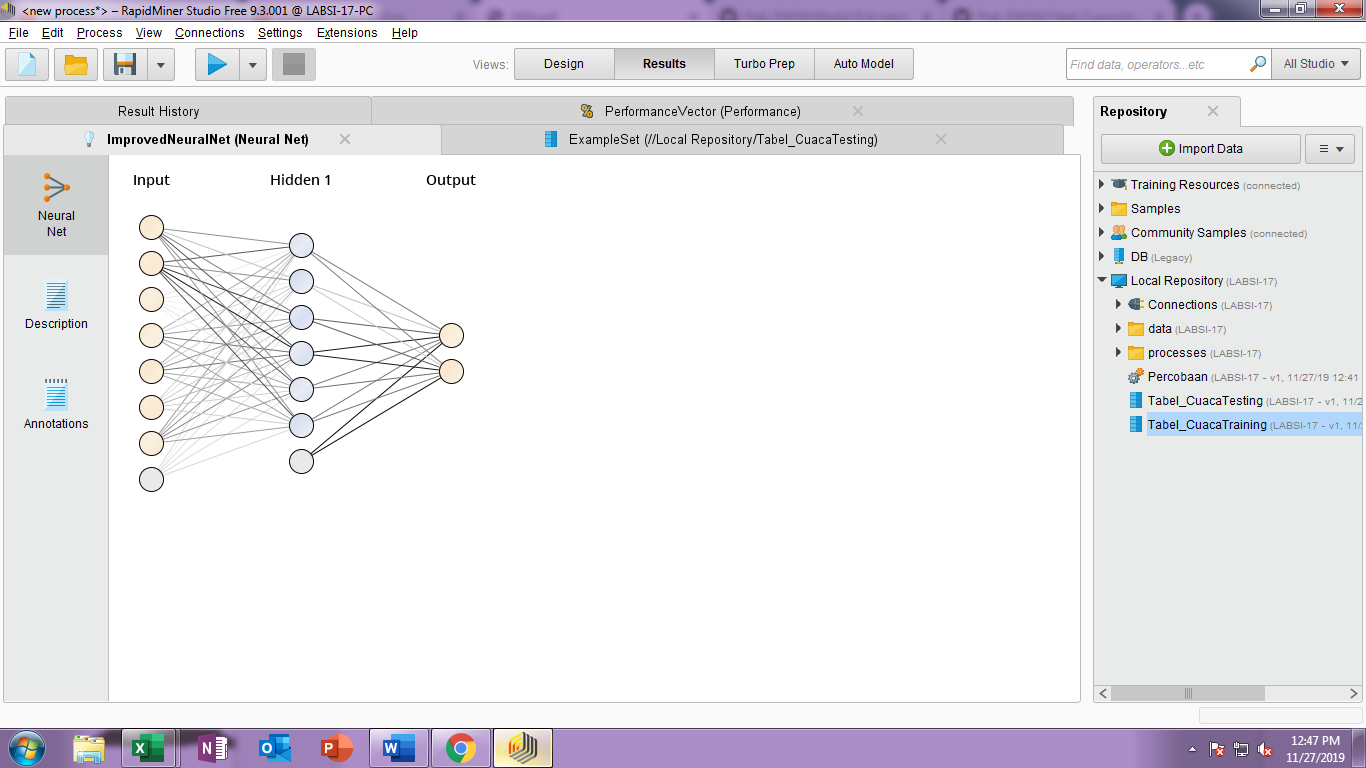 <new process*> – RapidMiner Studio Free 9.3.001 @ LABSI-17-PC
File Edit Process View Connections Settings Extensions Help
Views: Design Results Turbo Prep Auto Model
Find data, operators...etc
All Studio
Result History
PerformanceVector (Performance)
ImprovedNeuralNet (Neural Net)
ExampleSet (//Local Repository/Tabel_CuacaTesting)
Neural
Net
Description
Annotations
Input Hidden 1 Output
Repository
Import Data
Training Resources (connected)
Samples
Community Samples (connected)
DB (Legacy)
Local Repository (LABSI-17)
Connections (LABSI-17)
data (LABSI-17)
processes (LABSI-17)
Percobaan (LABSI-17 - v1, 11/27/19 12:41
Tabel_CuacaTesting (LABSI-17 - v1, 11/2
Tabel_CuacaTraining (LABSI-17 - v1, 11/
12:47 PM
11/27/2019